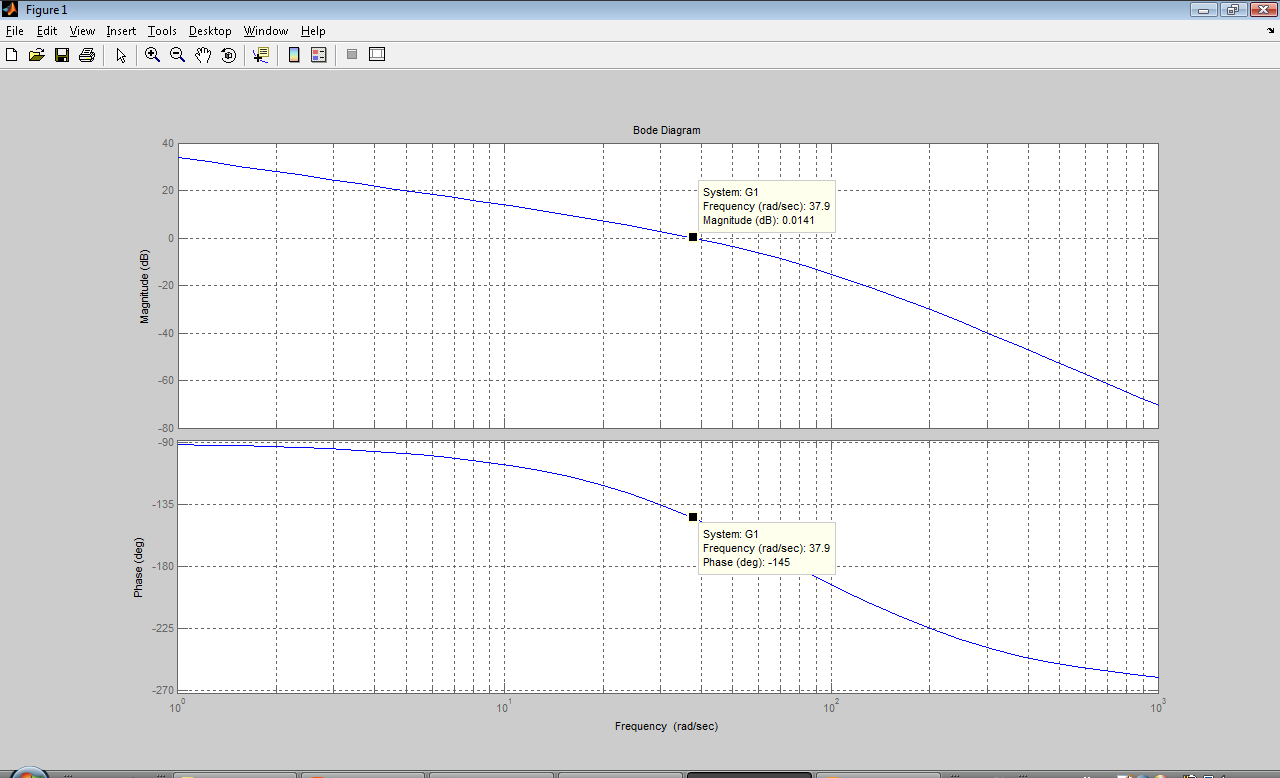 Figure 1
File Edit View Insert Tools Desktop Window Help
Bode Diagram
40
20
0
-20
-40
-60
-80
Magnitude (dB)
System: G1
Frequency (rad/sec): 37.9
Magnitude (dB): 0.0141
-90
-135
-180
-225
-270
Phase (deg)
System: G1
Frequency (rad/sec): 37.9
Phase (deg): -145
10^0 10^1 10^2 10^3
Frequency (rad/sec)